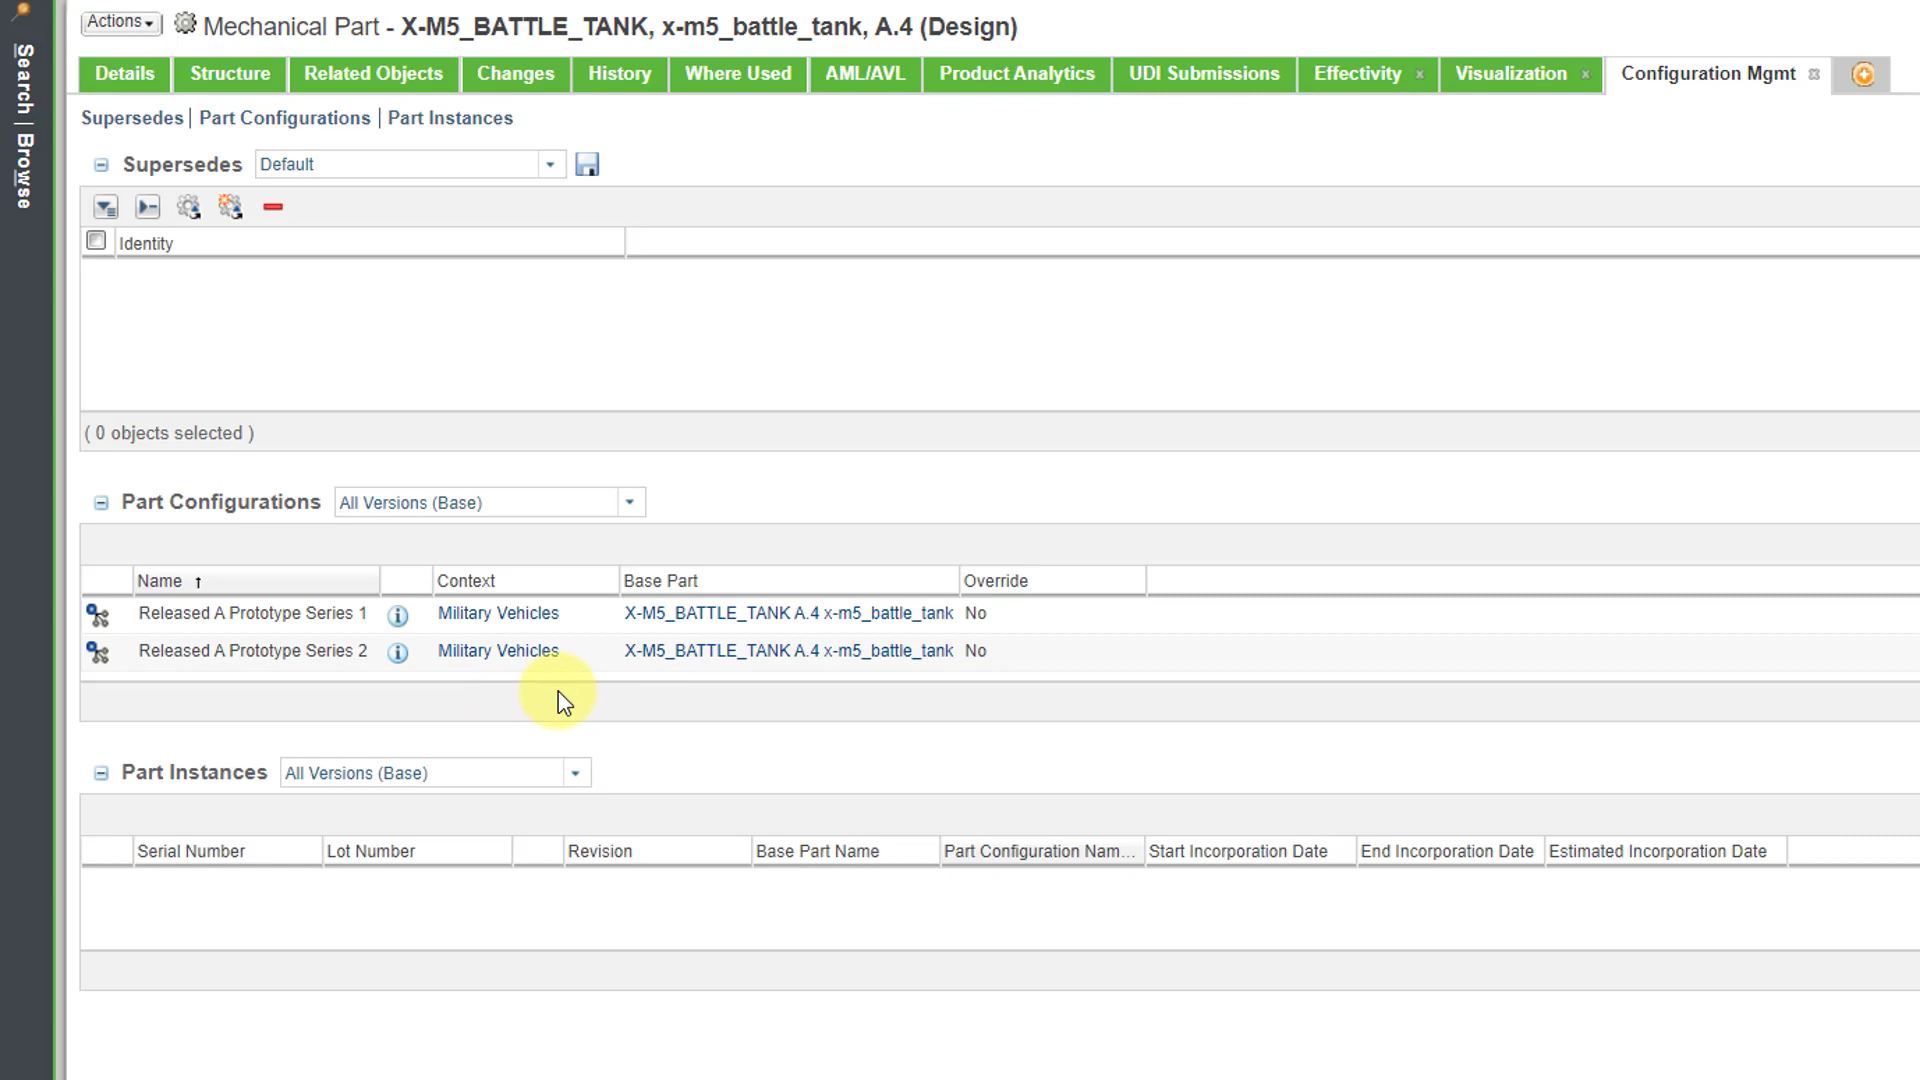 Actions
Mechanical Part - X-M5_BATTLE_TANK, x-m5_battle_tank, A.4 (Design)
Search | Browse
Details Structure Related Objects Changes History Where Used AML/AVL Product Analytics UDI Submissions Effectivity Visualization Configuration Mgmt
Supersedes | Part Configurations | Part Instances
Supersedes Default
Identity
( 0 objects selected )
Part Configurations All Versions (Base)
Name ↑ Context Base Part Override
Released A Prototype Series 1 Military Vehicles X-M5_BATTLE_TANK A.4 x-m5_battle_tank No
Released A Prototype Series 2 Military Vehicles X-M5_BATTLE_TANK A.4 x-m5_battle_tank No
Part Instances All Versions (Base)
Serial Number Lot Number Revision Base Part Name Part Configuration Nam... Start Incorporation Date End Incorporation Date Estimated Incorporation Date